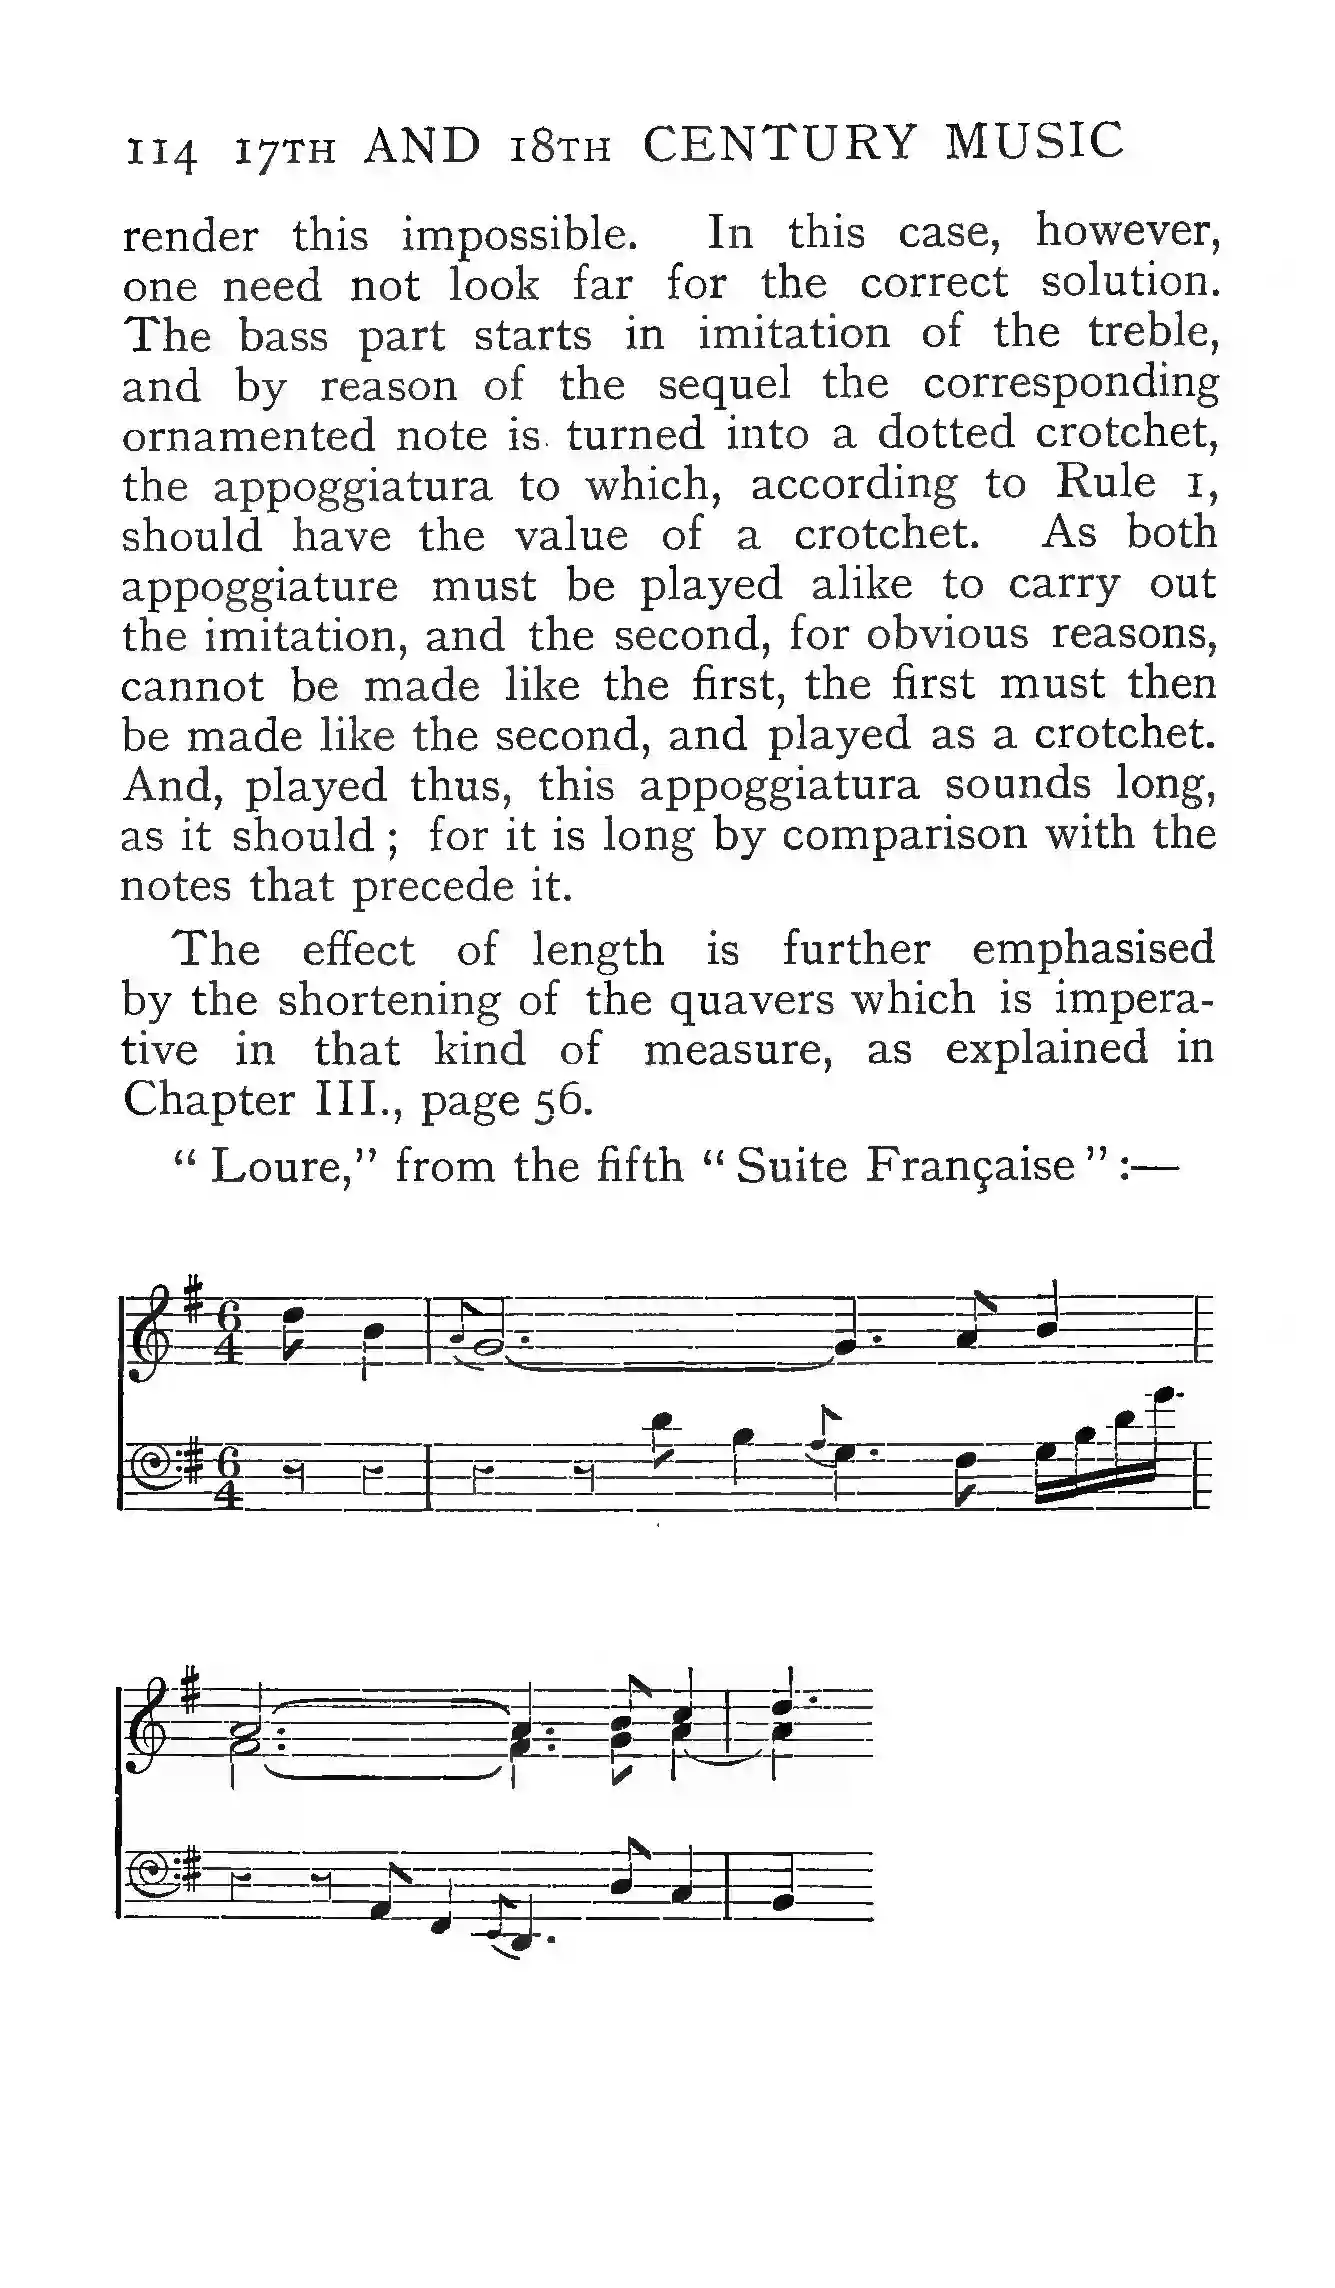 114 17TH AND 18TH CENTURY MUSIC
render this impossible. In this case, however,
one need not look far for the correct solution.
The bass part starts in imitation of the treble,
and by reason of the sequel the corresponding
ornamented note is turned into a dotted crotchet,
the appoggiatura to which, according to Rule 1,
should have the value of a crotchet. As both
appoggiature must be played alike to carry out
the imitation, and the second, for obvious reasons,
cannot be made like the first, the first must then
be made like the second, and played as a crotchet.
And, played thus, this appoggiatura sounds long,
as it should ; for it is long by comparison with the
notes that precede it.
The effect of length is further emphasised
by the shortening of the quavers which is impera-
tive in that kind of measure, as explained in
Chapter III., page 56.
“ Loure,” from the fifth “ Suite Française ” :—
6
4
6
4